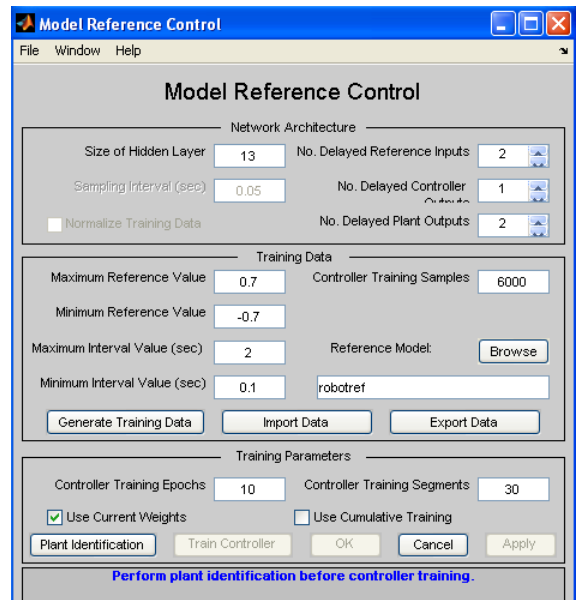 Model Reference Control
File Window Help
Model Reference Control
Network Architecture
Size of Hidden Layer 13 No. Delayed Reference Inputs 2
Sampling Interval (sec) 0.05 No. Delayed Controller 1
Normalize Training Data No. Delayed Plant Outputs 2
Training Data
Maximum Reference Value 0.7 Controller Training Samples 6000
Minimum Reference Value -0.7
Maximum Interval Value (sec) 2 Reference Model: Browse
Minimum Interval Value (sec) 0.1 robotref
Generate Training Data Import Data Export Data
Training Parameters
Controller Training Epochs 10 Controller Training Segments 30
Use Current Weights Use Cumulative Training
Plant Identification Train Controller OK Cancel Apply
Perform plant identification before controller training.